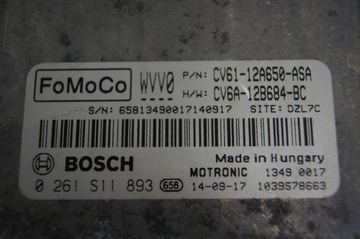 FoMoCo WVV0 P/N: CV61-12A650-ASA
H/W: CV6A-12B684-BC
S/N: 65813490017140917 SITE: DZL7C
BOSCH Made in Hungary
MOTRONIC 1349 0017
0 261 S11 893 658 14-09-17 1039S78663